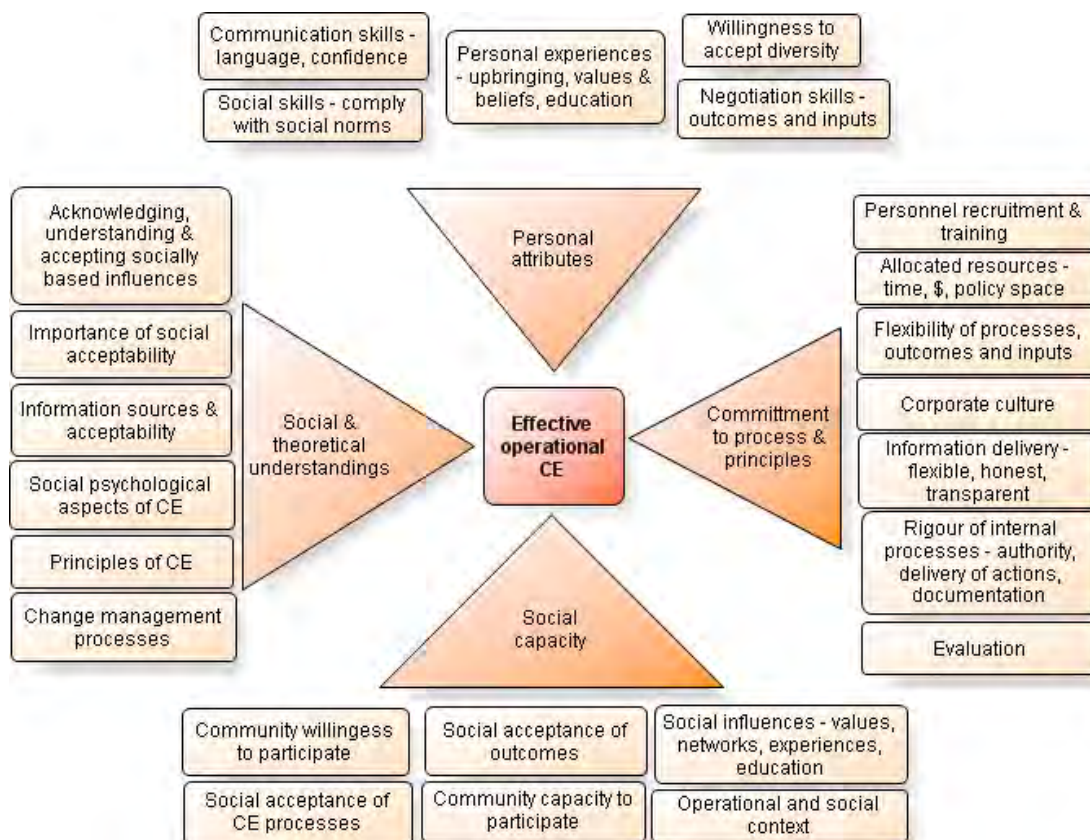 Communication skills -
language, confidence
Social skills - comply
with social norms
Personal experiences
- upbringing, values &
beliefs, education
Willingness to
accept diversity
Negotiation skills -
outcomes and inputs
Personal
attributes
Acknowledging,
understanding &
accepting socially
based influences
Importance of social
acceptability
Information sources &
acceptability
Social psychological
aspects of CE
Principles of CE
Change management
processes
Social &
theoretical
understandings
Effective
operational
CE
Committment
to process &
principles
Personnel recruitment &
training
Allocated resources -
time, $, policy space
Flexibility of processes,
outcomes and inputs
Corporate culture
Information delivery -
flexible, honest,
transparent
Rigour of internal
processes - authority,
delivery of actions,
documentation
Evaluation
Social
capacity
Community willingess
to participate
Social acceptance of
outcomes
Social influences - values,
networks, experiences,
education
Social acceptance of
CE processes
Community capacity to
participate
Operational and social
context